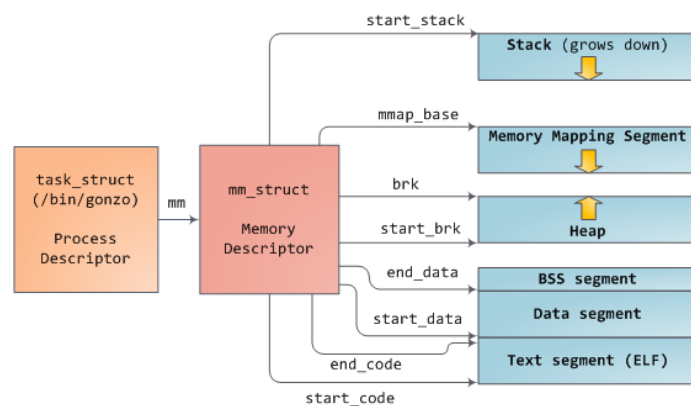 start_stack
Stack (grows down)
mmap_base
Memory Mapping Segment
task_struct
(/bin/gonzo)
Process
Descriptor
mm
mm_struct
Memory
Descriptor
brk
start_brk
Heap
end_data
BSS segment
start_data
Data segment
end_code
Text segment (ELF)
start_code